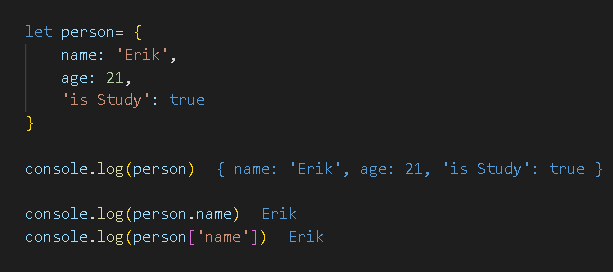 let person= {
name: 'Erik',
age: 21,
'is Study': true
}
console.log(person) { name: 'Erik', age: 21, 'is Study': true }
console.log(person.name) Erik
console.log(person['name']) Erik